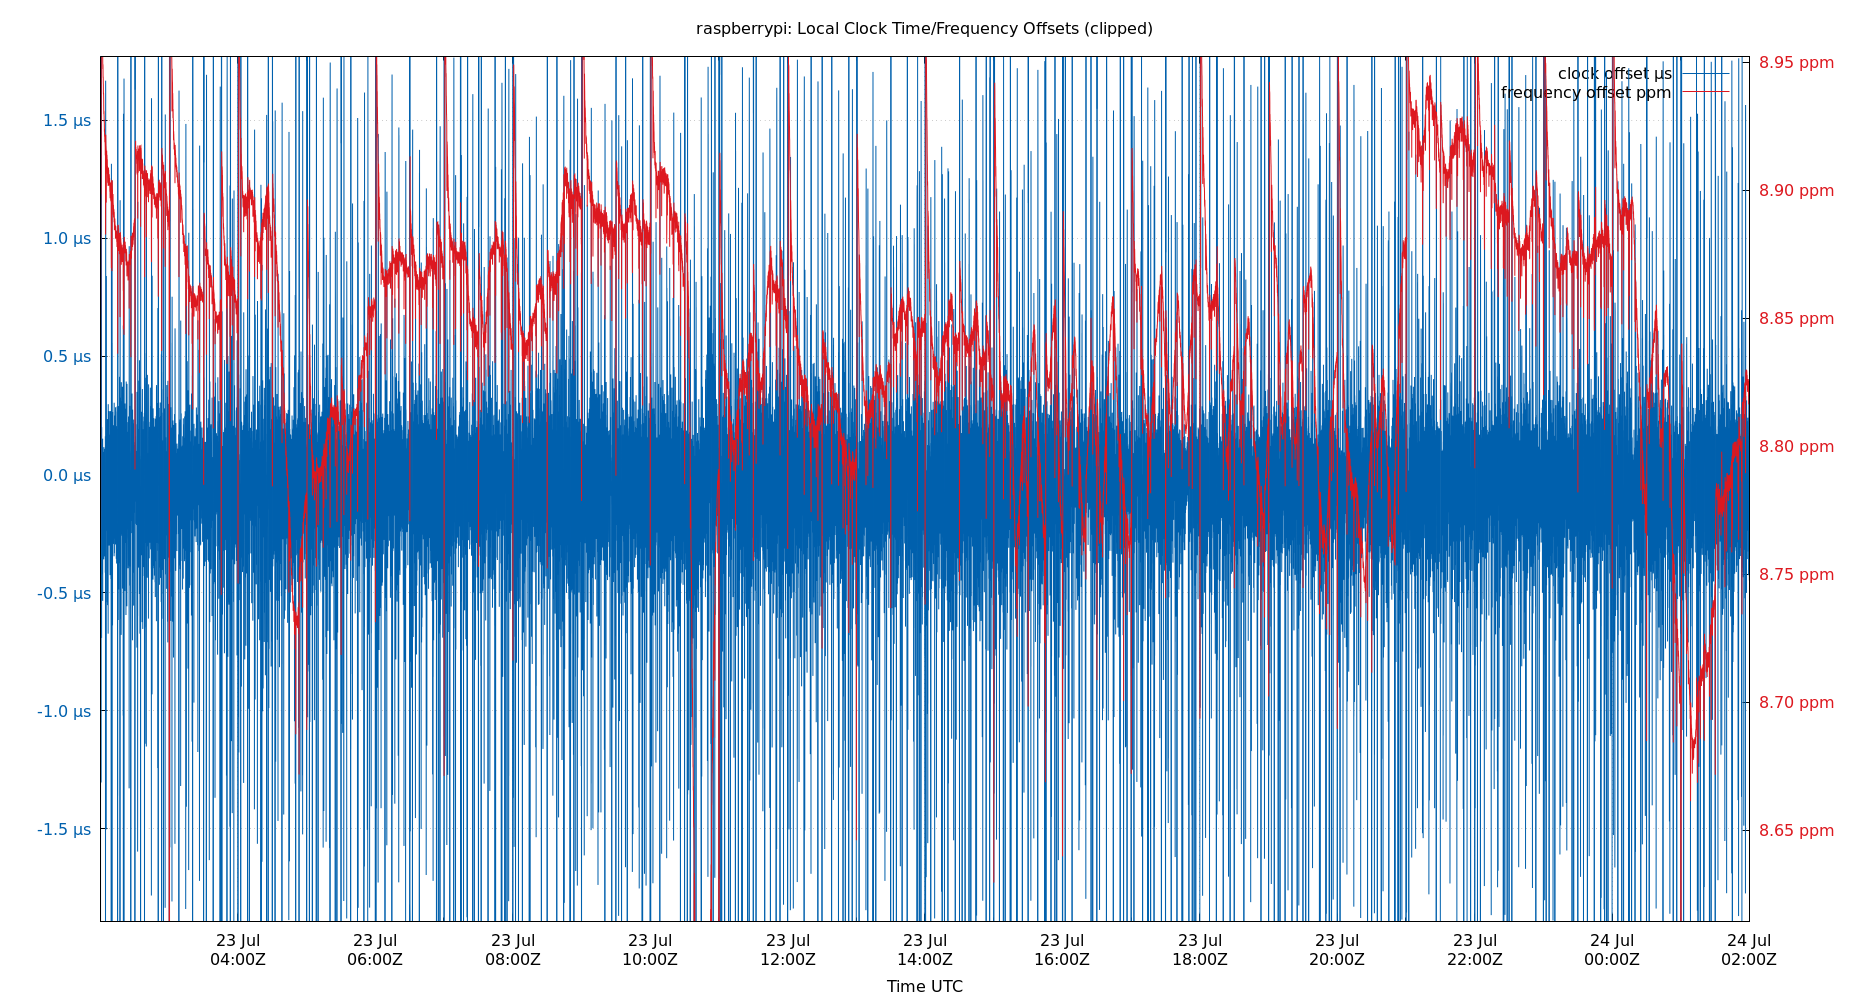 raspberrypi: Local Clock Time/Frequency Offsets (clipped)
clock offset µs
frequency offset ppm
1.5 µs
1.0 µs
0.5 µs
0.0 µs
-0.5 µs
-1.0 µs
-1.5 µs
8.95 ppm
8.90 ppm
8.85 ppm
8.80 ppm
8.75 ppm
8.70 ppm
8.65 ppm
23 Jul
04:00Z
23 Jul
06:00Z
23 Jul
08:00Z
23 Jul
10:00Z
23 Jul
12:00Z
23 Jul
14:00Z
23 Jul
16:00Z
23 Jul
18:00Z
23 Jul
20:00Z
23 Jul
22:00Z
24 Jul
00:00Z
24 Jul
02:00Z
Time UTC